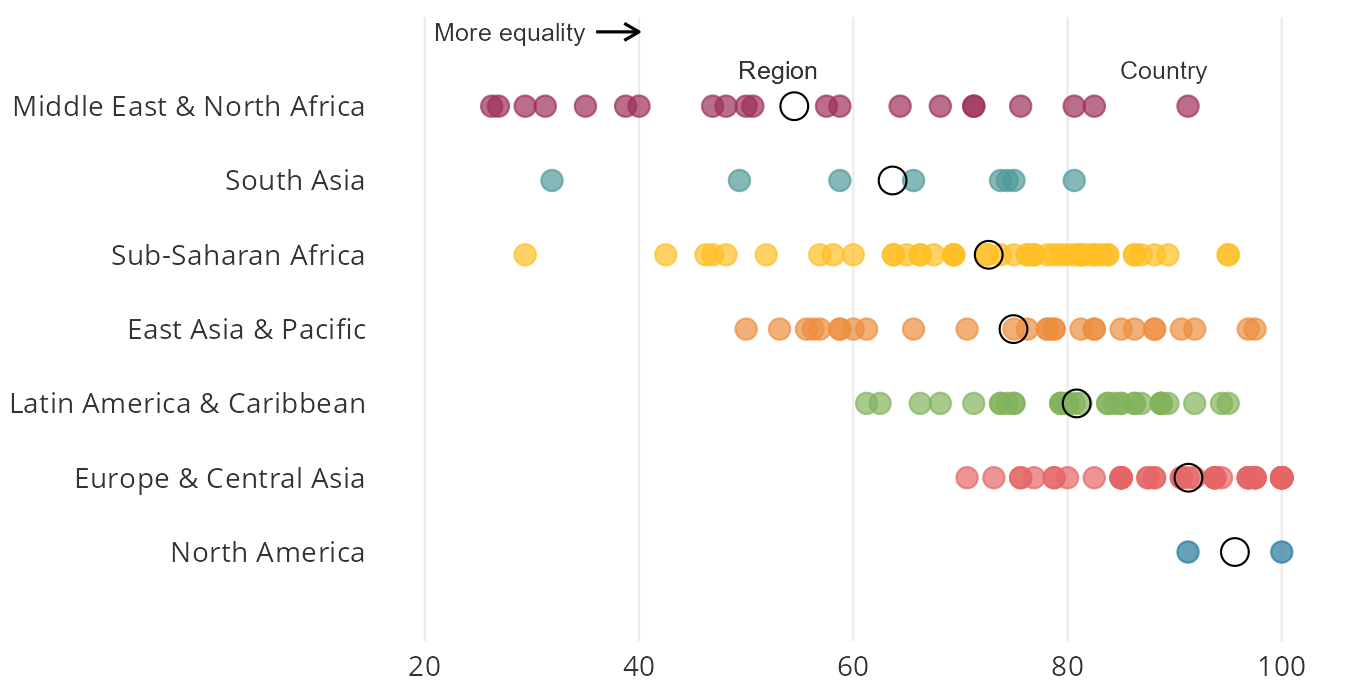 More equality
Region
Country
Middle East & North Africa
South Asia
Sub-Saharan Africa
East Asia & Pacific
Latin America & Caribbean
Europe & Central Asia
North America
20 40 60 80 100